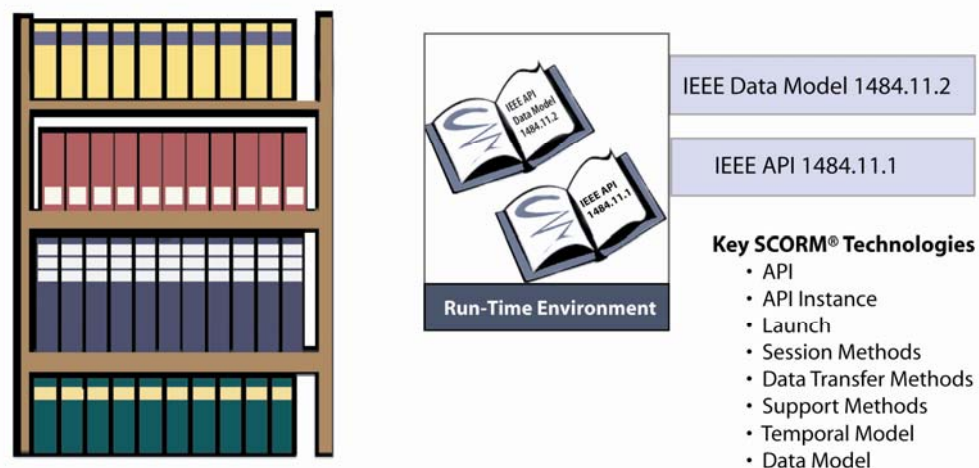 IEEE API
Data Model
1484.11.2
IEEE API
1484.11.1
Run-Time Environment
IEEE Data Model 1484.11.2
IEEE API 1484.11.1
Key SCORM® Technologies
• API
• API Instance
• Launch
• Session Methods
• Data Transfer Methods
• Support Methods
• Temporal Model
• Data Model